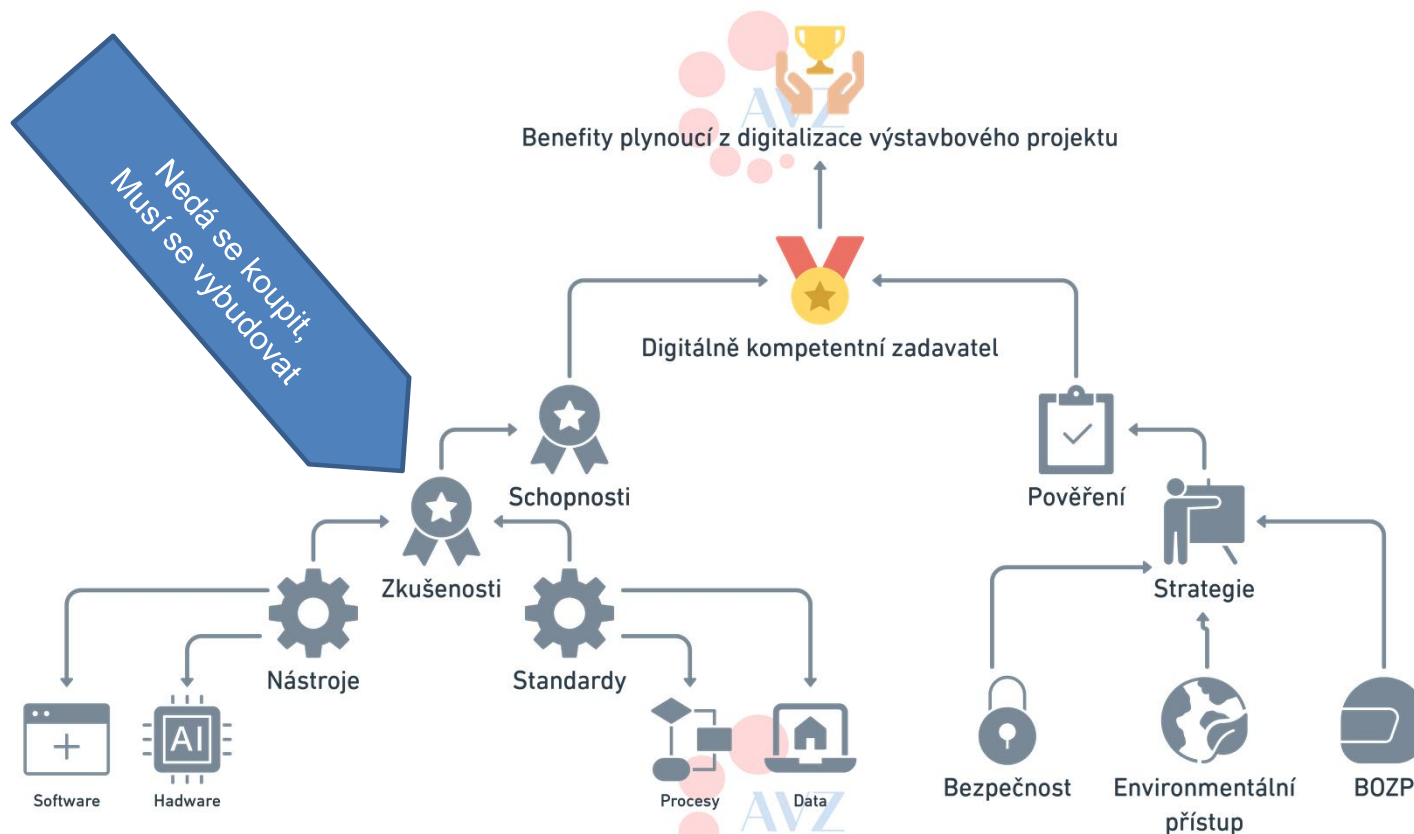 AVZ
Benefity plynoucí z digitalizace výstavbového projektu
Nedá se koupit,
Musí se vybudovat
Digitálně kompetentní zadavatel
Schopnosti
Pověření
Zkušenosti
Strategie
Nástroje
Standardy
AI
Software
Hadware
Procesy
Data
Bezpečnost
Environmentální
přístup
BOZP
AVZ